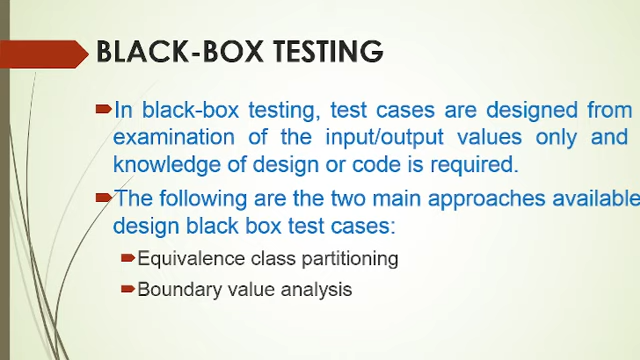 BLACK-BOX TESTING
In black-box testing, test cases are designed from
examination of the input/output values only and
knowledge of design or code is required.
The following are the two main approaches available
design black box test cases:
Equivalence class partitioning
Boundary value analysis